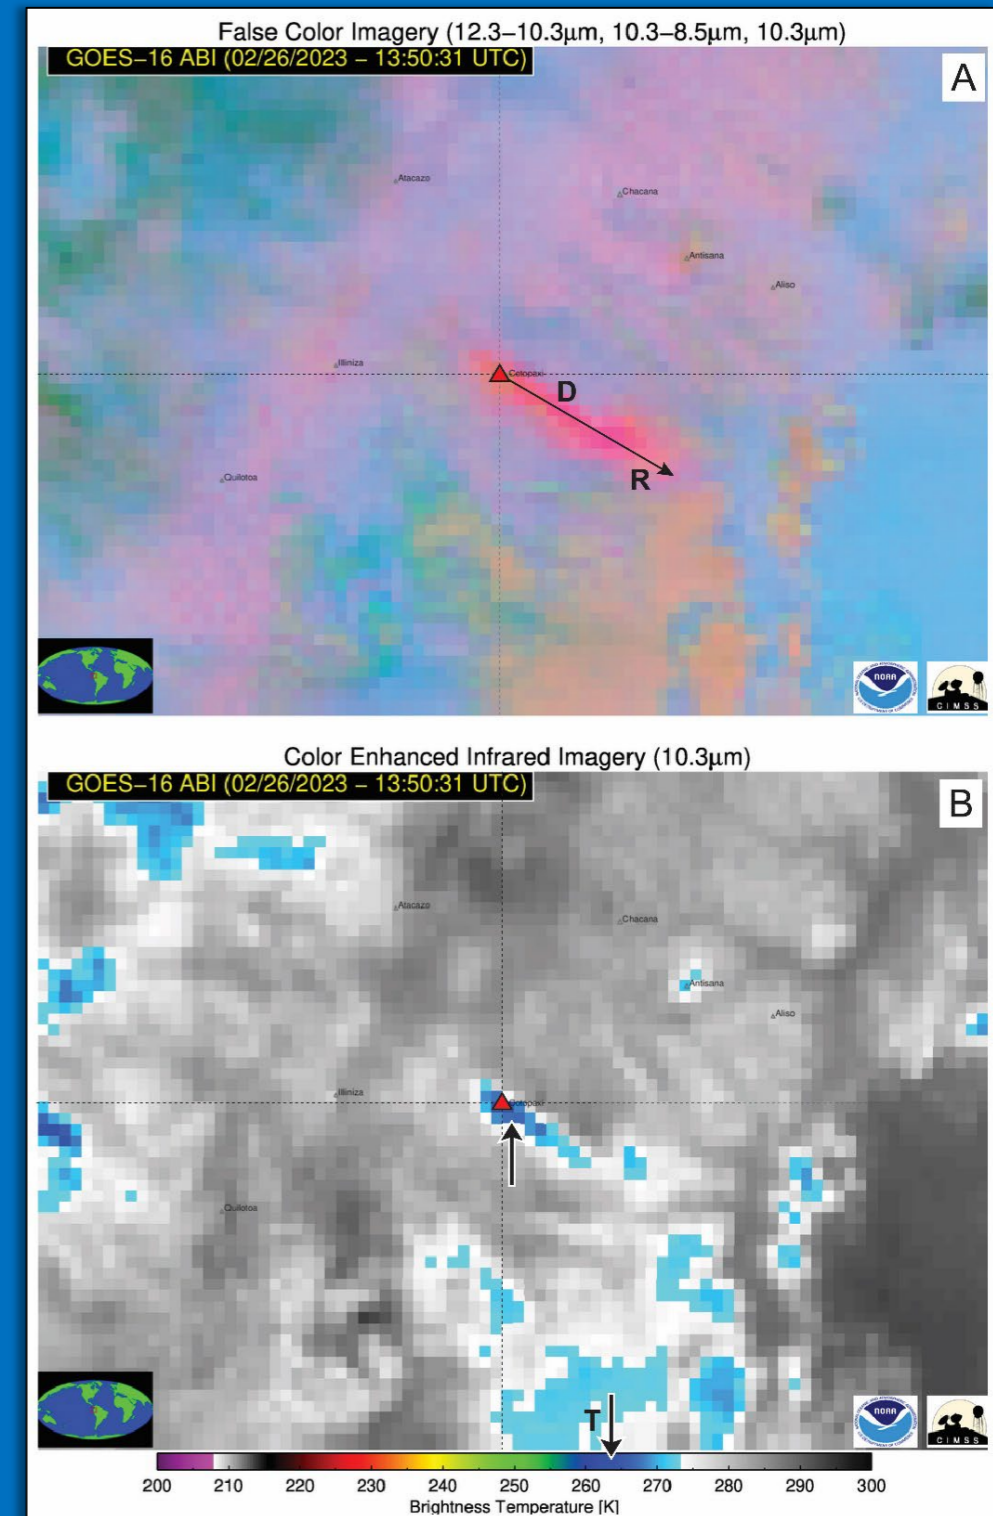 False Color Imagery (12.3−10.3μm, 10.3−8.5μm, 10.3μm)
GOES−16 ABI (02/26/2023 − 13:50:31 UTC)
A
Atacazo
Chacana
Antisana
Aliso
Illiniza
Cotopaxi
D
R
Quilotoa
NOAA
CIMSS
Color Enhanced Infrared Imagery (10.3μm)
GOES−16 ABI (02/26/2023 − 13:50:31 UTC)
B
Atacazo
Chacana
Antisana
Aliso
Illiniza
Cotopaxi
Quilotoa
T
NOAA
CIMSS
200 210 220 230 240 250 260 270 280 290 300
Brightness Temperature [K]